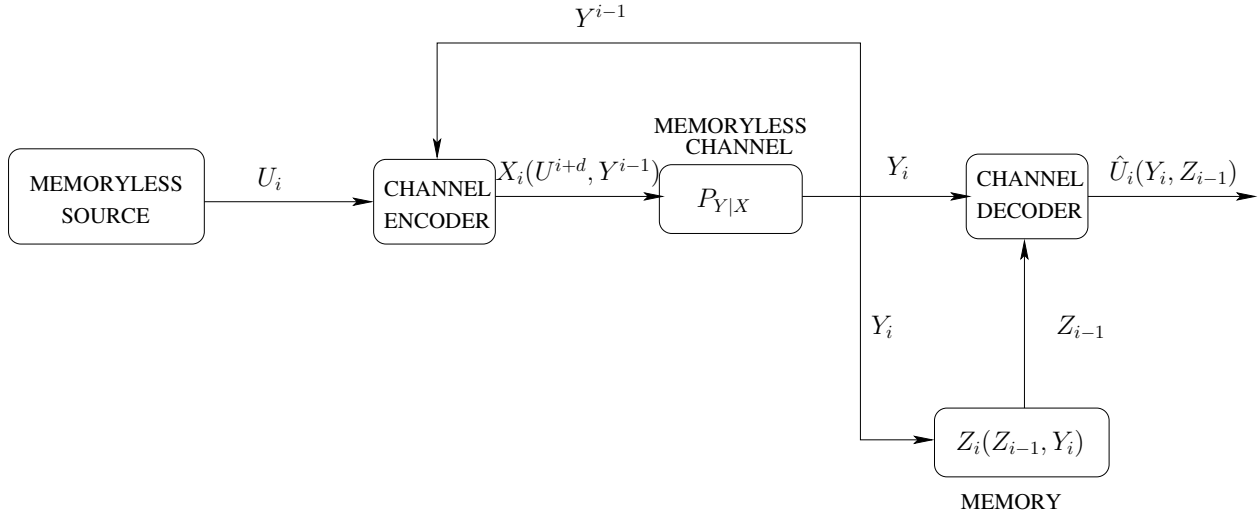 Y^{i-1}
MEMORYLESS
CHANNEL
MEMORYLESS
SOURCE
U_i
CHANNEL
ENCODER
X_i(U^{i+d}, Y^{i-1})
P_{Y|X}
Y_i
CHANNEL
DECODER
Û_i(Y_i, Z_{i-1})
Y_i
Z_{i-1}
Z_i(Z_{i-1}, Y_i)
MEMORY